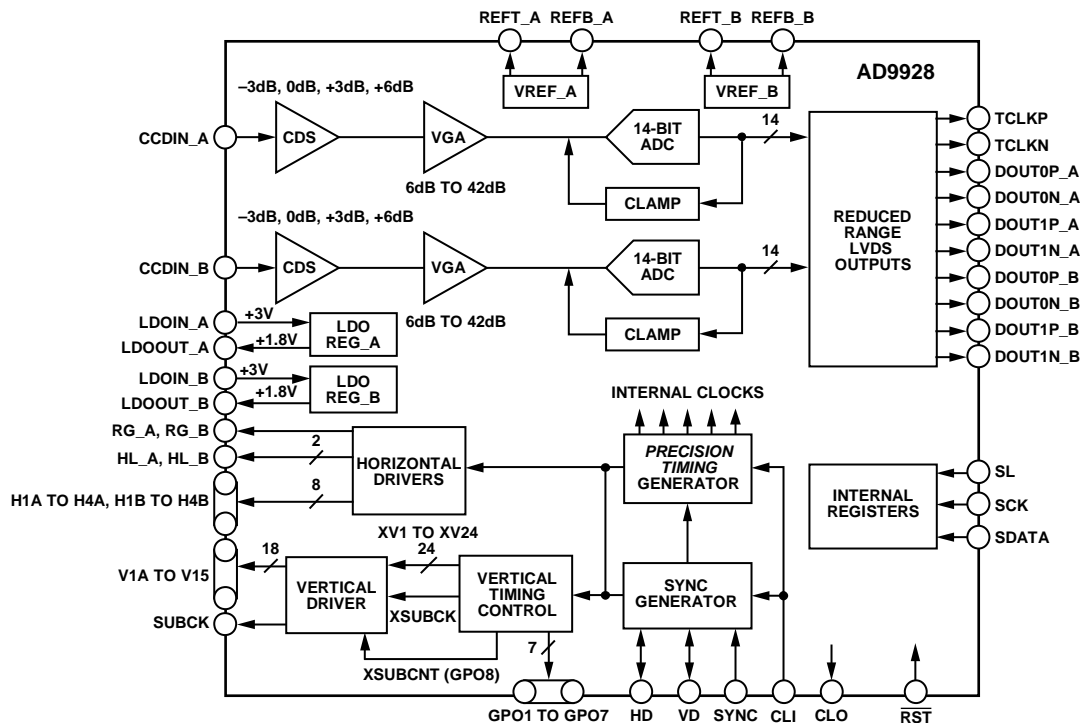 REFT_A REFB_A REFT_B REFB_B
AD9928
–3dB, 0dB, +3dB, +6dB
VREF_A
VREF_B
CCDIN_A
CDS
VGA
14-BIT
ADC
14
6dB TO 42dB
CLAMP
–3dB, 0dB, +3dB, +6dB
CCDIN_B
CDS
VGA
14-BIT
ADC
14
6dB TO 42dB
CLAMP
REDUCED
RANGE
LVDS
OUTPUTS
TCLKP
TCLKN
DOUT0P_A
DOUT0N_A
DOUT1P_A
DOUT1N_A
DOUT0P_B
DOUT0N_B
DOUT1P_B
DOUT1N_B
LDOIN_A
+3V
LDOOUT_A
+1.8V
LDO
REG_A
LDOIN_B
+3V
LDOOUT_B
+1.8V
LDO
REG_B
RG_A, RG_B
HL_A, HL_B
2
H1A TO H4A, H1B TO H4B
8
HORIZONTAL
DRIVERS
INTERNAL CLOCKS
PRECISION
TIMING
GENERATOR
INTERNAL
REGISTERS
SL
SCK
SDATA
XV1 TO XV24
V1A TO V15
18
24
SUBCK
VERTICAL
DRIVER
XSUBCK
VERTICAL
TIMING
CONTROL
SYNC
GENERATOR
XSUBCNT (GPO8)
7
GPO1 TO GPO7
HD
VD
SYNC
CLI
CLO
RST